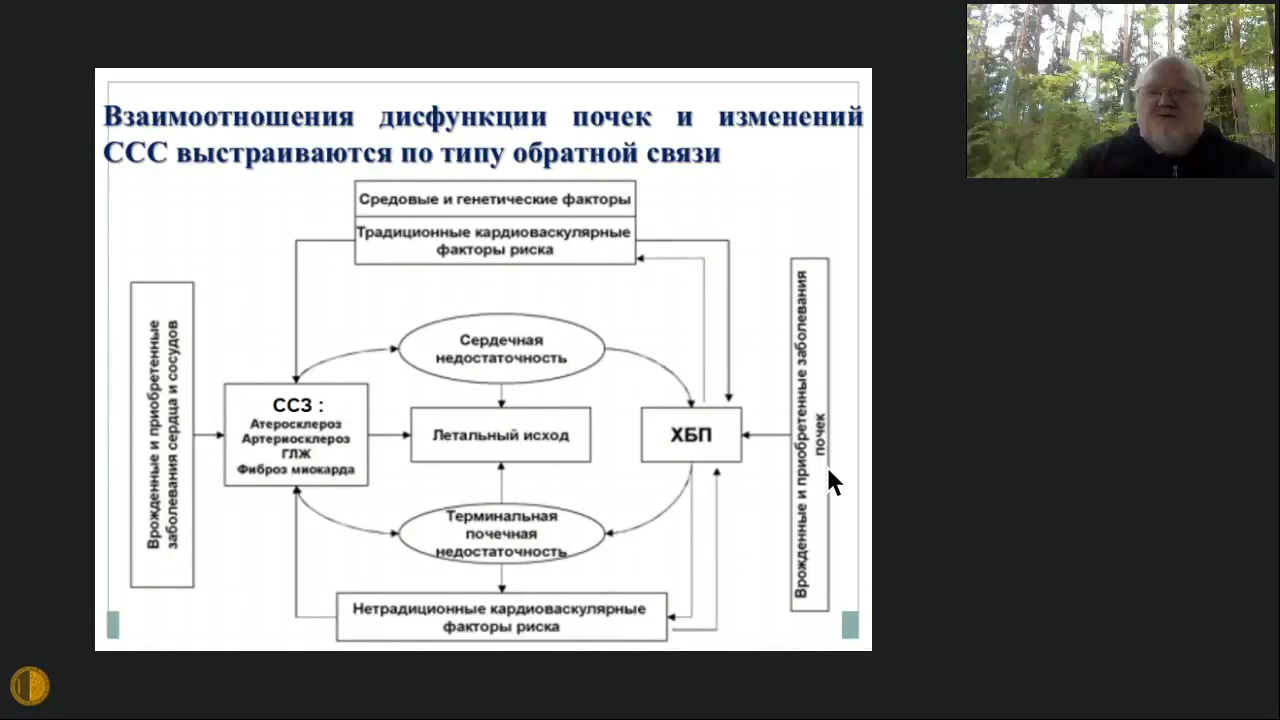 Взаимоотношения дисфункции почек и изменений
ССС выстраиваются по типу обратной связи
Средовые и генетические факторы
Традиционные кардиоваскулярные
факторы риска
Врожденные и приобретенные
заболевания сердца и сосудов
Сердечная
недостаточность
ССЗ :
Атеросклероз
Артериосклероз
ГЛЖ
Фиброз миокарда
Летальный исход
ХБП
Врожденные и приобретенные заболевания
почек
Терминальная
почечная
недостаточность
Нетрадиционные кардиоваскулярные
факторы риска